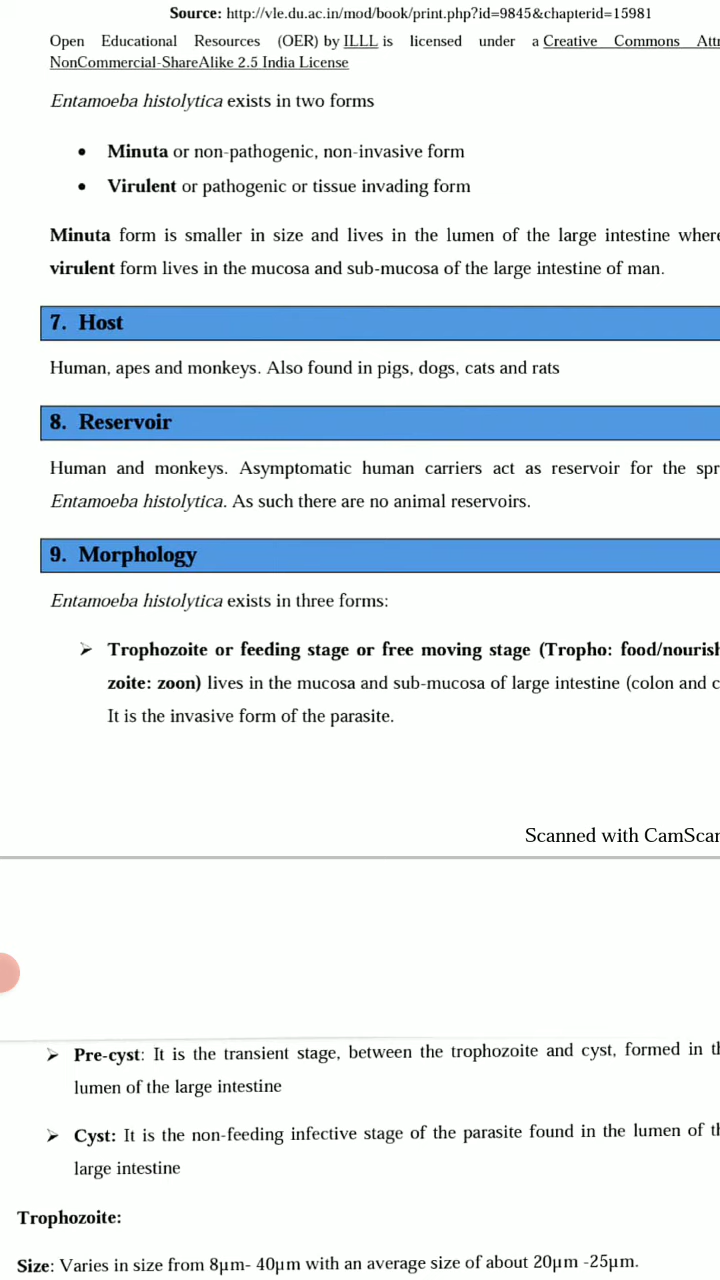 Source: http://vle.du.ac.in/mod/book/print.php?id=9845&chapterid=15981
Open Educational Resources (OER) by ILLL is licensed under a Creative Commons Attr
NonCommercial-ShareAlike 2.5 India License
Entamoeba histolytica exists in two forms
• Minuta or non-pathogenic, non-invasive form
• Virulent or pathogenic or tissue invading form
Minuta form is smaller in size and lives in the lumen of the large intestine where
virulent form lives in the mucosa and sub-mucosa of the large intestine of man.
7. Host
Human, apes and monkeys. Also found in pigs, dogs, cats and rats
8. Reservoir
Human and monkeys. Asymptomatic human carriers act as reservoir for the spr
Entamoeba histolytica. As such there are no animal reservoirs.
9. Morphology
Entamoeba histolytica exists in three forms:
➢ Trophozoite or feeding stage or free moving stage (Tropho: food/nourish
zoite: zoon) lives in the mucosa and sub-mucosa of large intestine (colon and c
It is the invasive form of the parasite.
Scanned with CamScan
➢ Pre-cyst: It is the transient stage, between the trophozoite and cyst, formed in th
lumen of the large intestine
➢ Cyst: It is the non-feeding infective stage of the parasite found in the lumen of th
large intestine
Trophozoite:
Size: Varies in size from 8μm- 40μm with an average size of about 20μm -25μm.